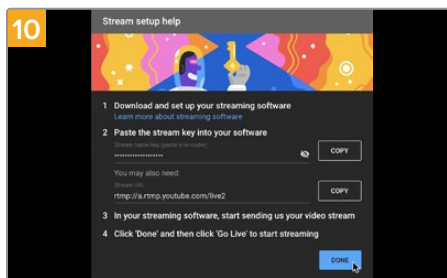 10
Stream setup help
1 Download and set up your streaming software
Learn more about streaming software
2 Paste the stream key into your software
Stream name/key (paste in encoder)
••••••••••••••••••••
COPY
You may also need:
Stream URL
rtmp://a.rtmp.youtube.com/live2
COPY
3 In your streaming software, start sending us your video stream
4 Click 'Done' and then click 'Go Live' to start streaming
DONE